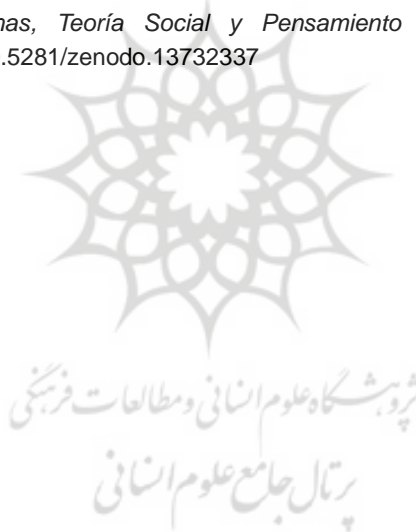 nas, Teoría Social y Pensamiento
.5281/zenodo.13732337
پژوهشگاه علوم انسانی و مطالعات فرهنگی
پرتال جامع علوم انسانی